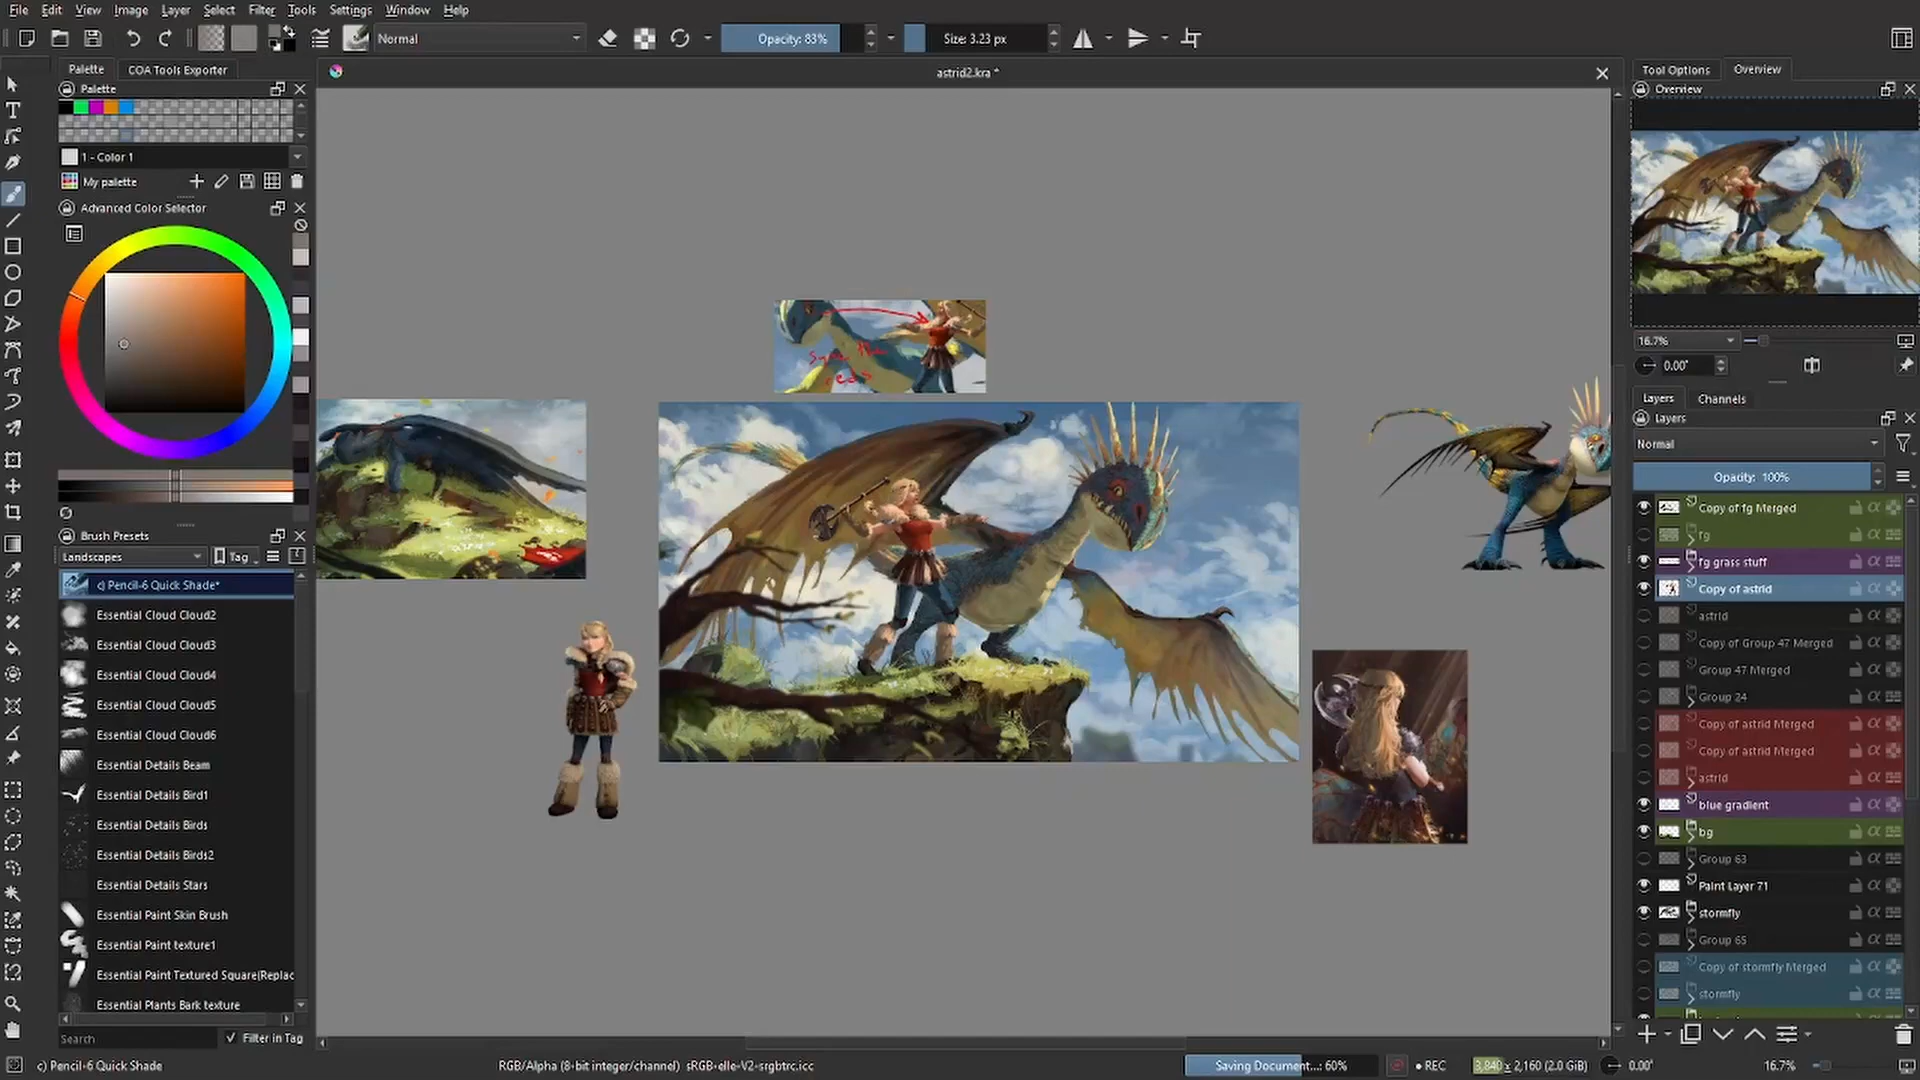 File Edit View Image Layer Select Filter Tools Settings Window Help
Normal Opacity: 83% Size: 3.23 px
Palette COA Tools Exporter
astrid2.kra *
Tool Options Overview
Palette
Overview
1 - Color 1
My palette
Advanced Color Selector
16.7%
0.00°
Layers Channels
Layers
Normal
Opacity: 100%
Copy of fg Merged
fg
fg grass stuff
Copy of astrid
astrid
Copy of Group 47 Merged
Group 47 Merged
Group 24
Copy of astrid Merged
Copy of astrid Merged
astrid
blue gradient
bg
Group 63
Paint Layer 71
stormfly
Group 65
Copy of stormfly Merged
stormfly
Brush Presets
Landscapes Tag
c) Pencil-6 Quick Shade*
Essential Cloud Cloud2
Essential Cloud Cloud3
Essential Cloud Cloud4
Essential Cloud Cloud5
Essential Cloud Cloud6
Essential Details Beam
Essential Details Bird1
Essential Details Birds
Essential Details Birds2
Essential Details Stars
Essential Paint Skin Brush
Essential Paint texture1
Essential Paint Textured Square(Replac
Essential Plants Bark texture
Search Filter in Tag
c) Pencil-6 Quick Shade
RGB/Alpha (8-bit integer/channel) sRGB-elle-V2-srgbtrc.icc
Saving Document...: 60%
REC
3,840 x 2,160 (2.0 GiB)
0.00°
16.7%